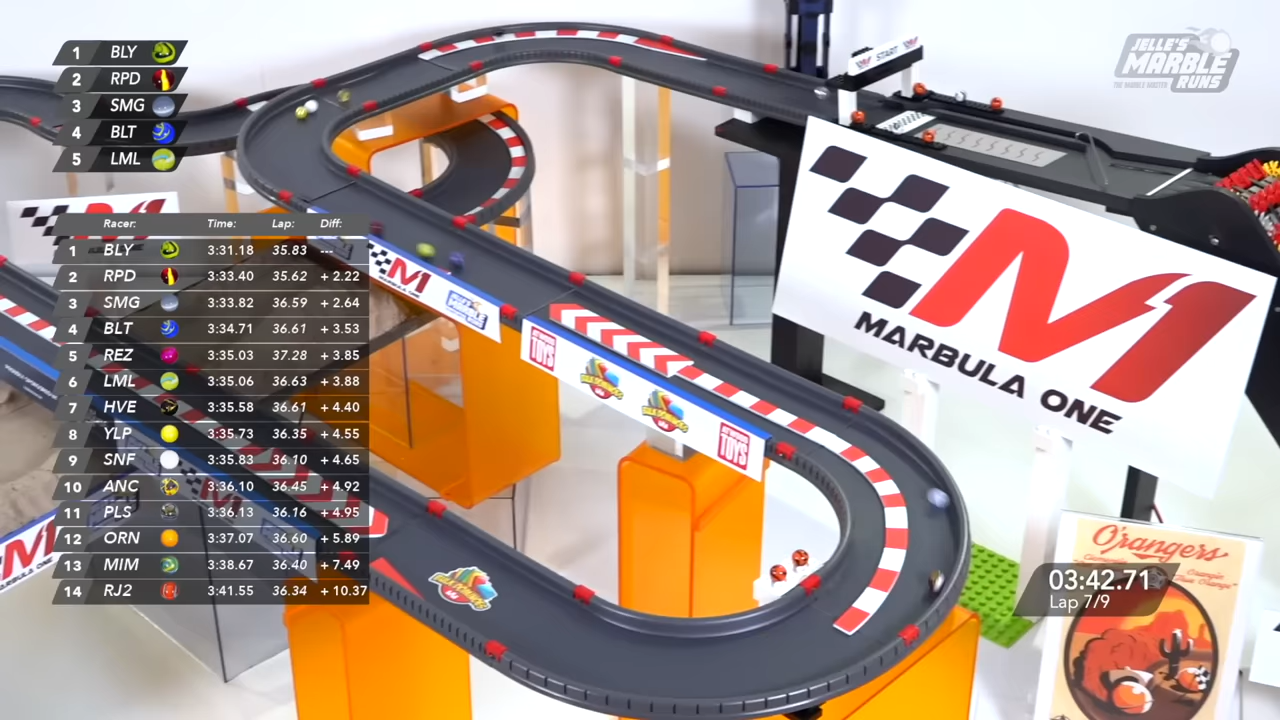 1 BLY
2 RPD
3 SMG
4 BLT
5 LML
JELLE'S
MARBLE
RUNS
START
Racer: Time: Lap: Diff:
1 BLY 3:31.18 35.83 ---
2 RPD 3:33.40 35.62 + 2.22
3 SMG 3:33.82 36.59 + 2.64
4 BLT 3:34.71 36.61 + 3.53
5 REZ 3:35.03 37.28 + 3.85
6 LML 3:35.06 36.63 + 3.88
7 HVE 3:35.58 36.61 + 4.40
8 YLP 3:35.73 36.35 + 4.55
9 SNF 3:35.83 36.10 + 4.65
10 ANC 3:36.10 36.45 + 4.92
11 PLS 3:36.13 36.16 + 4.95
12 ORN 3:37.07 36.60 + 5.89
13 MIM 3:38.67 36.40 + 7.49
14 RJ2 3:41.55 36.34 + 10.37
M1
MARBULA ONE
M1
MARBULA ONE
TOYS
TOYS
M1
MARBULA ONE
O'rangers
03:42.71
Lap 7/9